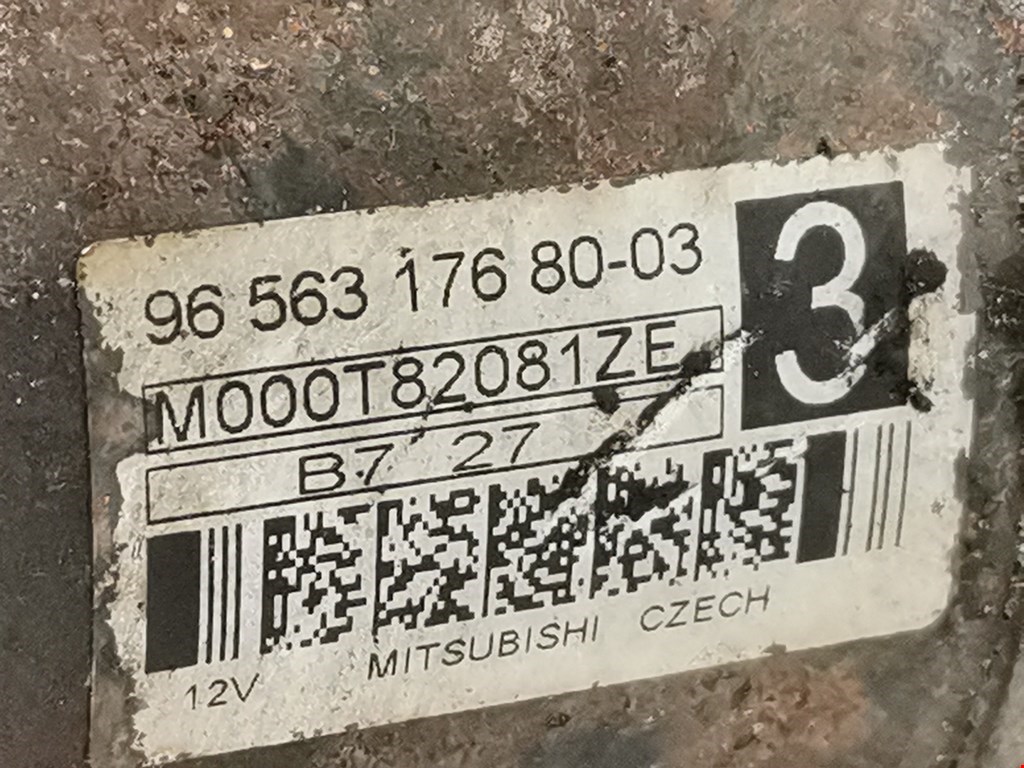 96 563 176 80-03
3
M000T82081ZE
B7 27
MITSUBISHI CZECH
12V